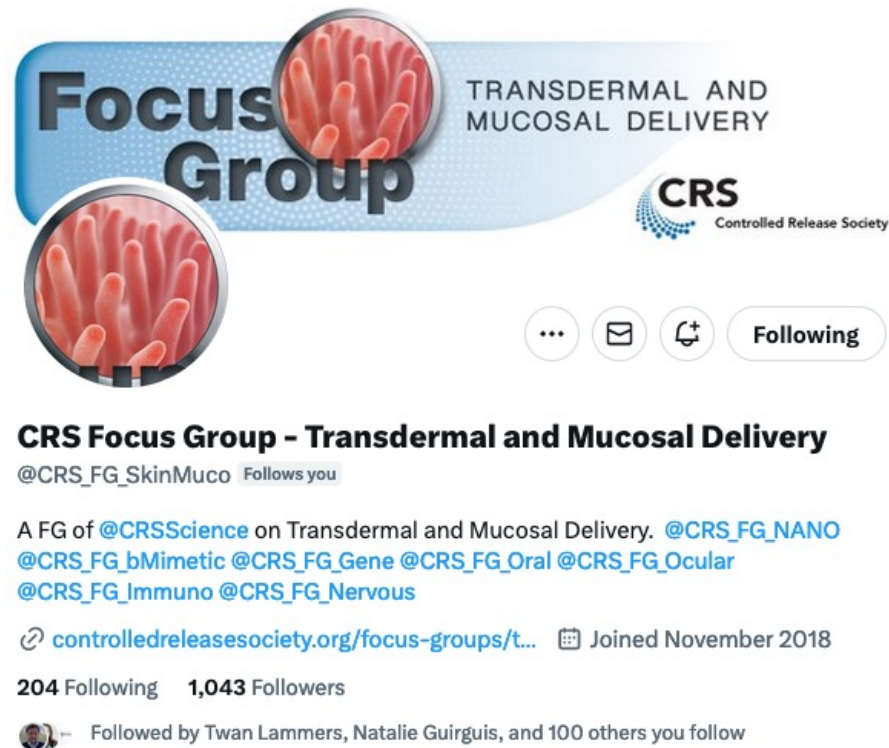 Focus
Group
TRANSDERMAL AND
MUCOSAL DELIVERY
CRS
Controlled Release Society
Following
CRS Focus Group – Transdermal and Mucosal Delivery
@CRS_FG_SkinMuco Follows you
A FG of @CRSScience on Transdermal and Mucosal Delivery. @CRS_FG_NANO
@CRS_FG_bMimetic @CRS_FG_Gene @CRS_FG_Oral @CRS_FG_Ocular
@CRS_FG_Immuno @CRS_FG_Nervous
controlledreleasesociety.org/focus-groups/t... Joined November 2018
204 Following 1,043 Followers
Followed by Twan Lammers, Natalie Guirguis, and 100 others you follow